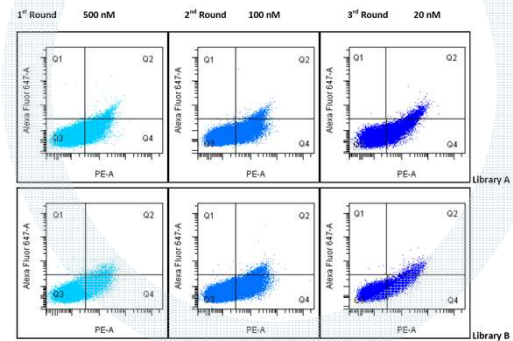 1st Round 500 nM 2nd Round 100 nM 3rd Round 20 nM
Q1 Q2 Q1 Q2 Q1 Q2
Alexa Fluor 647-A Alexa Fluor 647-A Alexa Fluor 647-A
Q3 Q4 Q3 Q4 Q3 Q4
PE-A PE-A PE-A
Library A
Q1 Q2 Q1 Q2 Q1 Q2
Alexa Fluor 647-A Alexa Fluor 647-A Alexa Fluor 647-A
Q3 Q4 Q3 Q4 Q3 Q4
PE-A PE-A PE-A
Library B